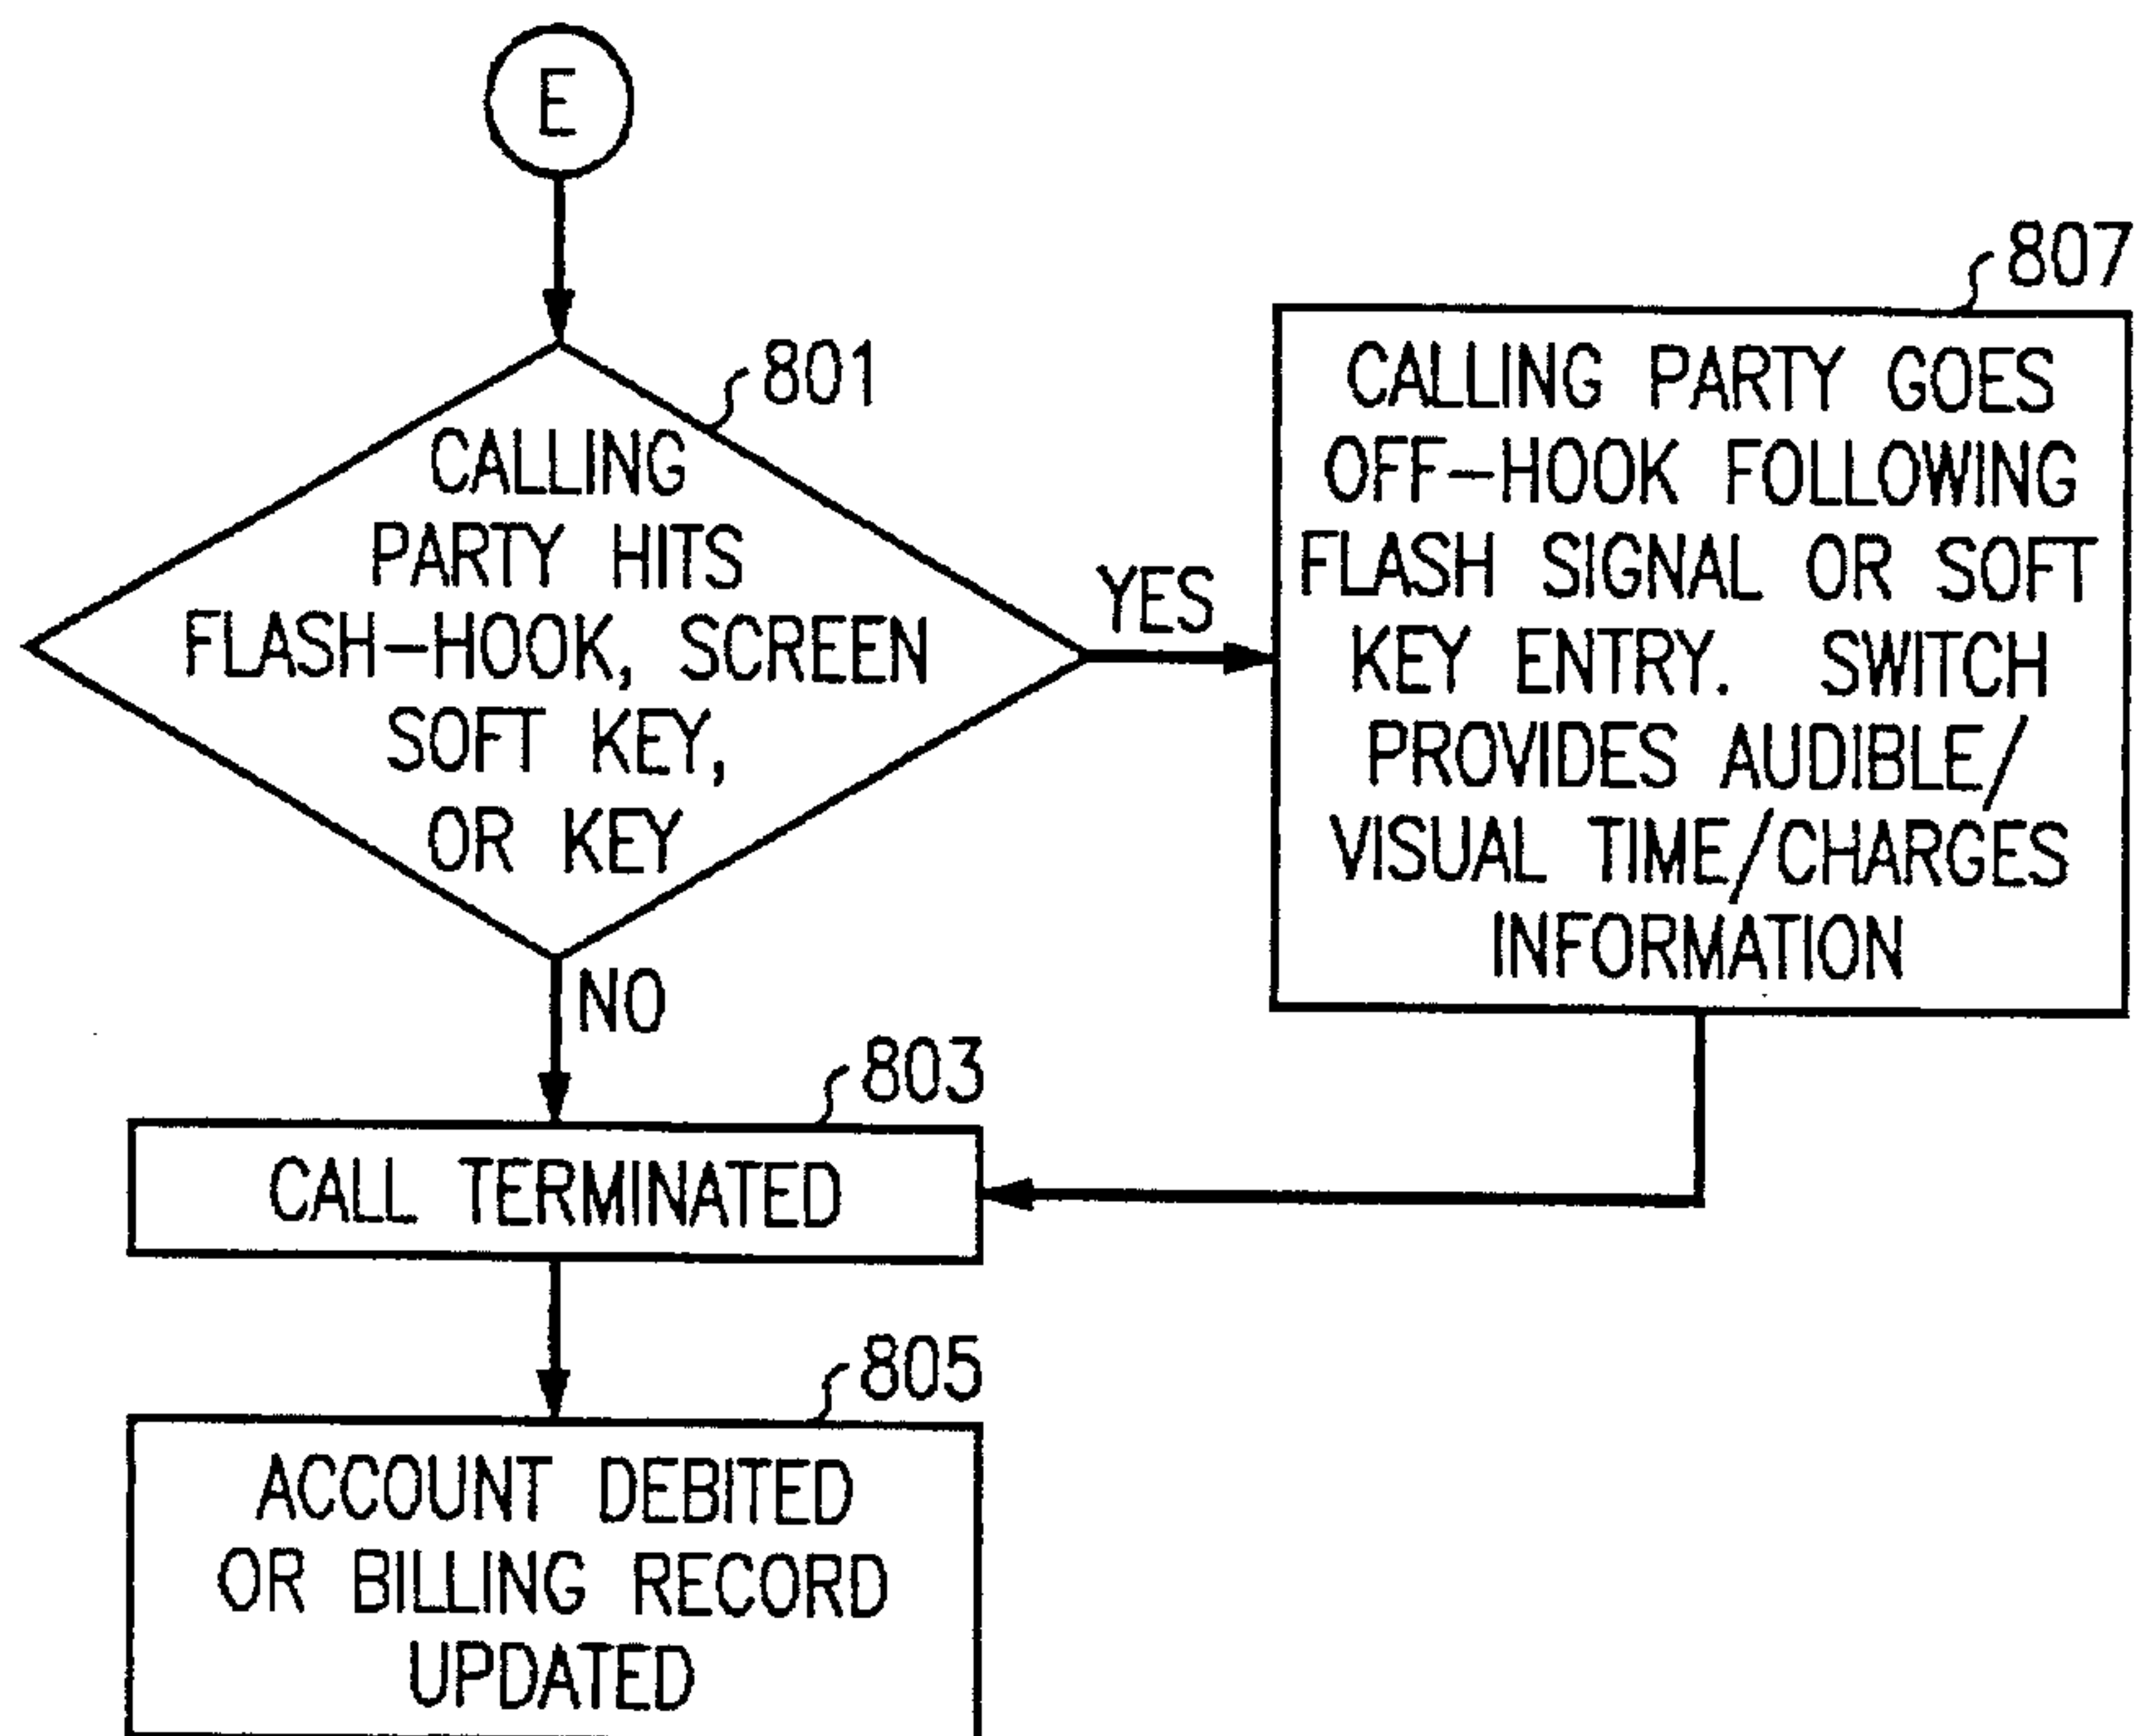 E
801
CALLING
PARTY HITS
FLASH-HOOK, SCREEN
SOFT KEY,
OR KEY
YES
NO
807
CALLING PARTY GOES
OFF-HOOK FOLLOWING
FLASH SIGNAL OR SOFT
KEY ENTRY. SWITCH
PROVIDES AUDIBLE/
VISUAL TIME/CHARGES
INFORMATION
803
CALL TERMINATED
805
ACCOUNT DEBITED
OR BILLING RECORD
UPDATED